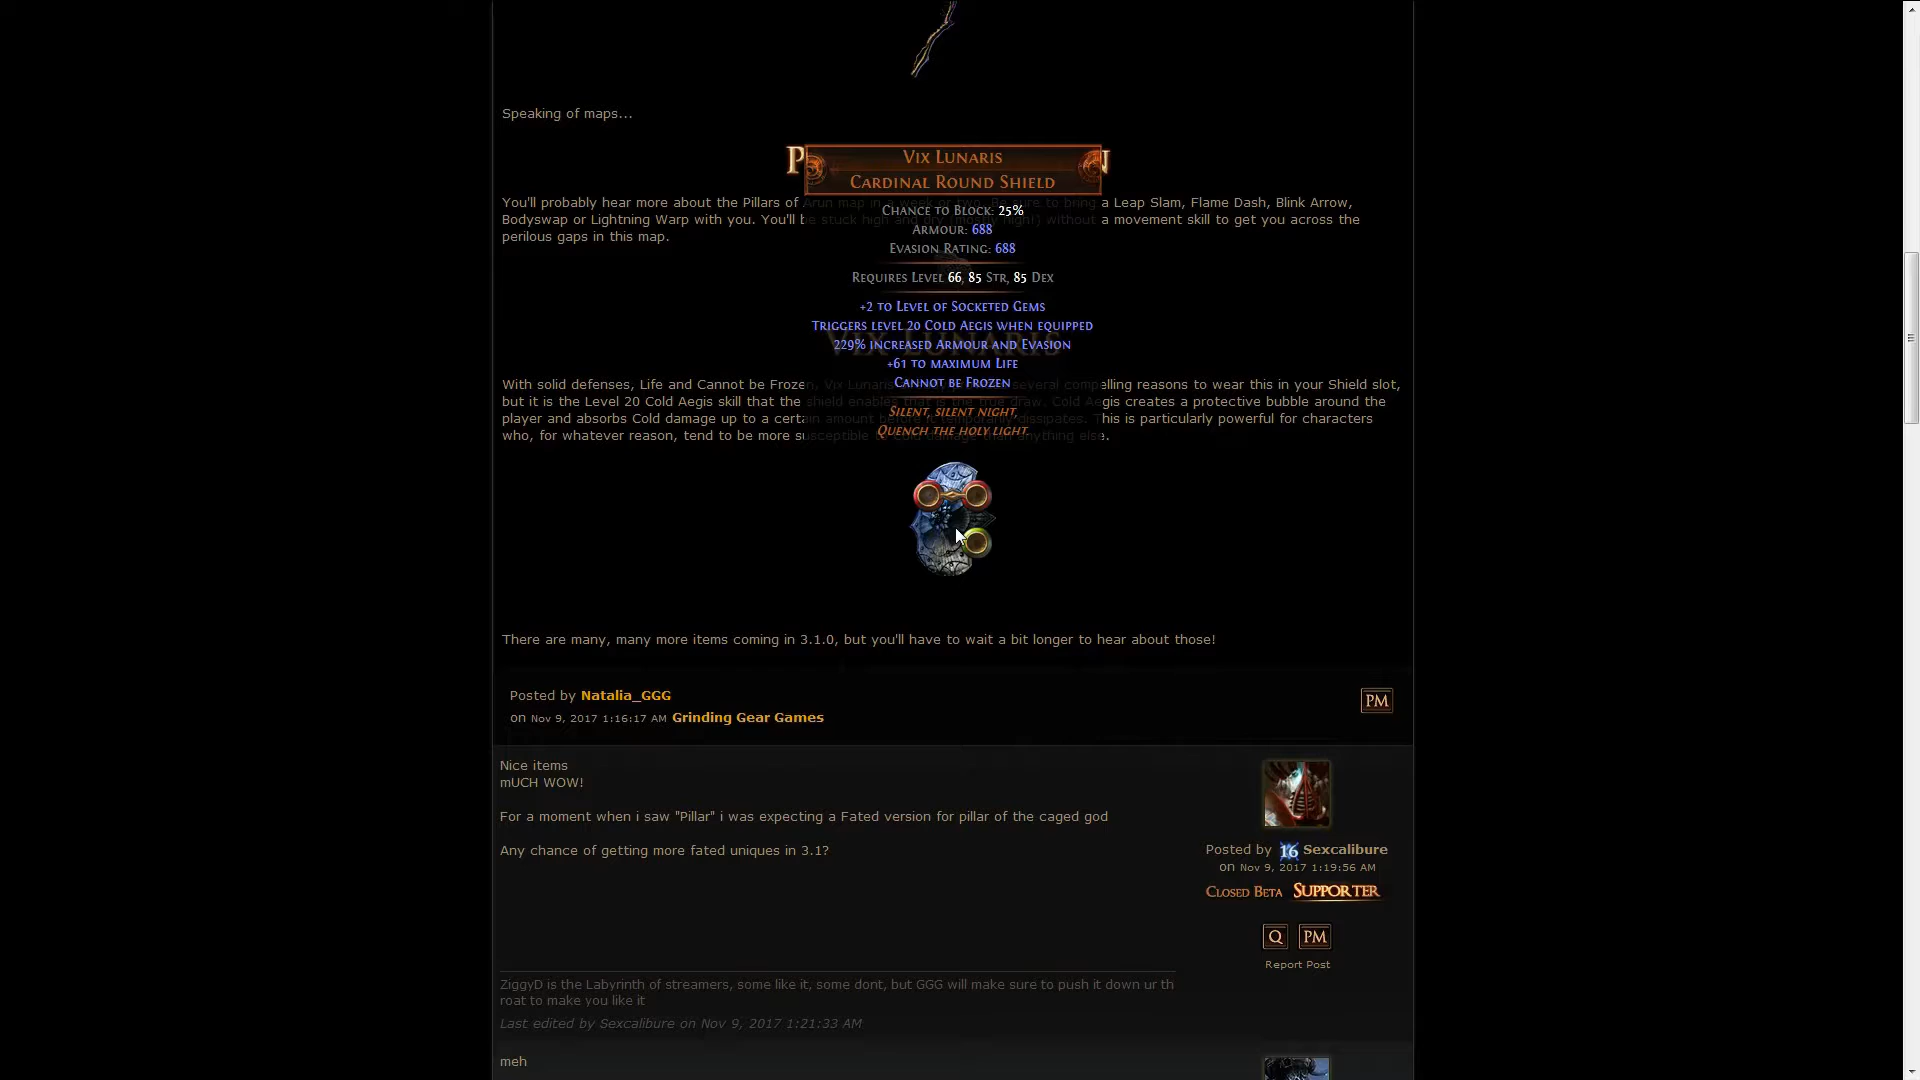 Speaking of maps...
P
N
Vix Lunaris
Cardinal Round Shield
You'll probably hear more about the Pillars of Arun map in a week or two. Be sure to bring a Leap Slam, Flame Dash, Blink Arrow,
Bodyswap or Lightning Warp with you. You'll be stuck high and dry (mostly high) without a movement skill to get you across the
perilous gaps in this map.
Chance to Block: 25%
Armour: 688
Evasion Rating: 688
Requires Level 66, 85 Str, 85 Dex
+2 to Level of Socketed Gems
Triggers level 20 Cold Aegis when equipped
229% increased Armour and Evasion
+61 to maximum Life
Cannot be Frozen
Silent, silent night,
Quench the holy light.
Vix Lunaris
With solid defenses, Life and Cannot be Frozen, Vix Lunaris several compelling reasons to wear this in your Shield slot,
but it is the Level 20 Cold Aegis skill that the shield enables that is the true draw. Cold Aegis creates a protective bubble around the
player and absorbs Cold damage up to a certain amount before it temporarily dissipates. This is particularly powerful for characters
who, for whatever reason, tend to be more susceptible to Cold damage than anything else.
There are many, many more items coming in 3.1.0, but you'll have to wait a bit longer to hear about those!
Posted by Natalia_GGG
on Nov 9, 2017 1:16:17 AM Grinding Gear Games
PM
Nice items
mUCH WOW!
For a moment when i saw "Pillar" i was expecting a Fated version for pillar of the caged god
Any chance of getting more fated uniques in 3.1?
Posted by 16 Sexcalibure
on Nov 9, 2017 1:19:56 AM
Closed Beta Supporter
Q PM
Report Post
ZiggyD is the Labyrinth of streamers, some like it, some dont, but GGG will make sure to push it down ur th
roat to make you like it
Last edited by Sexcalibure on Nov 9, 2017 1:21:33 AM
meh